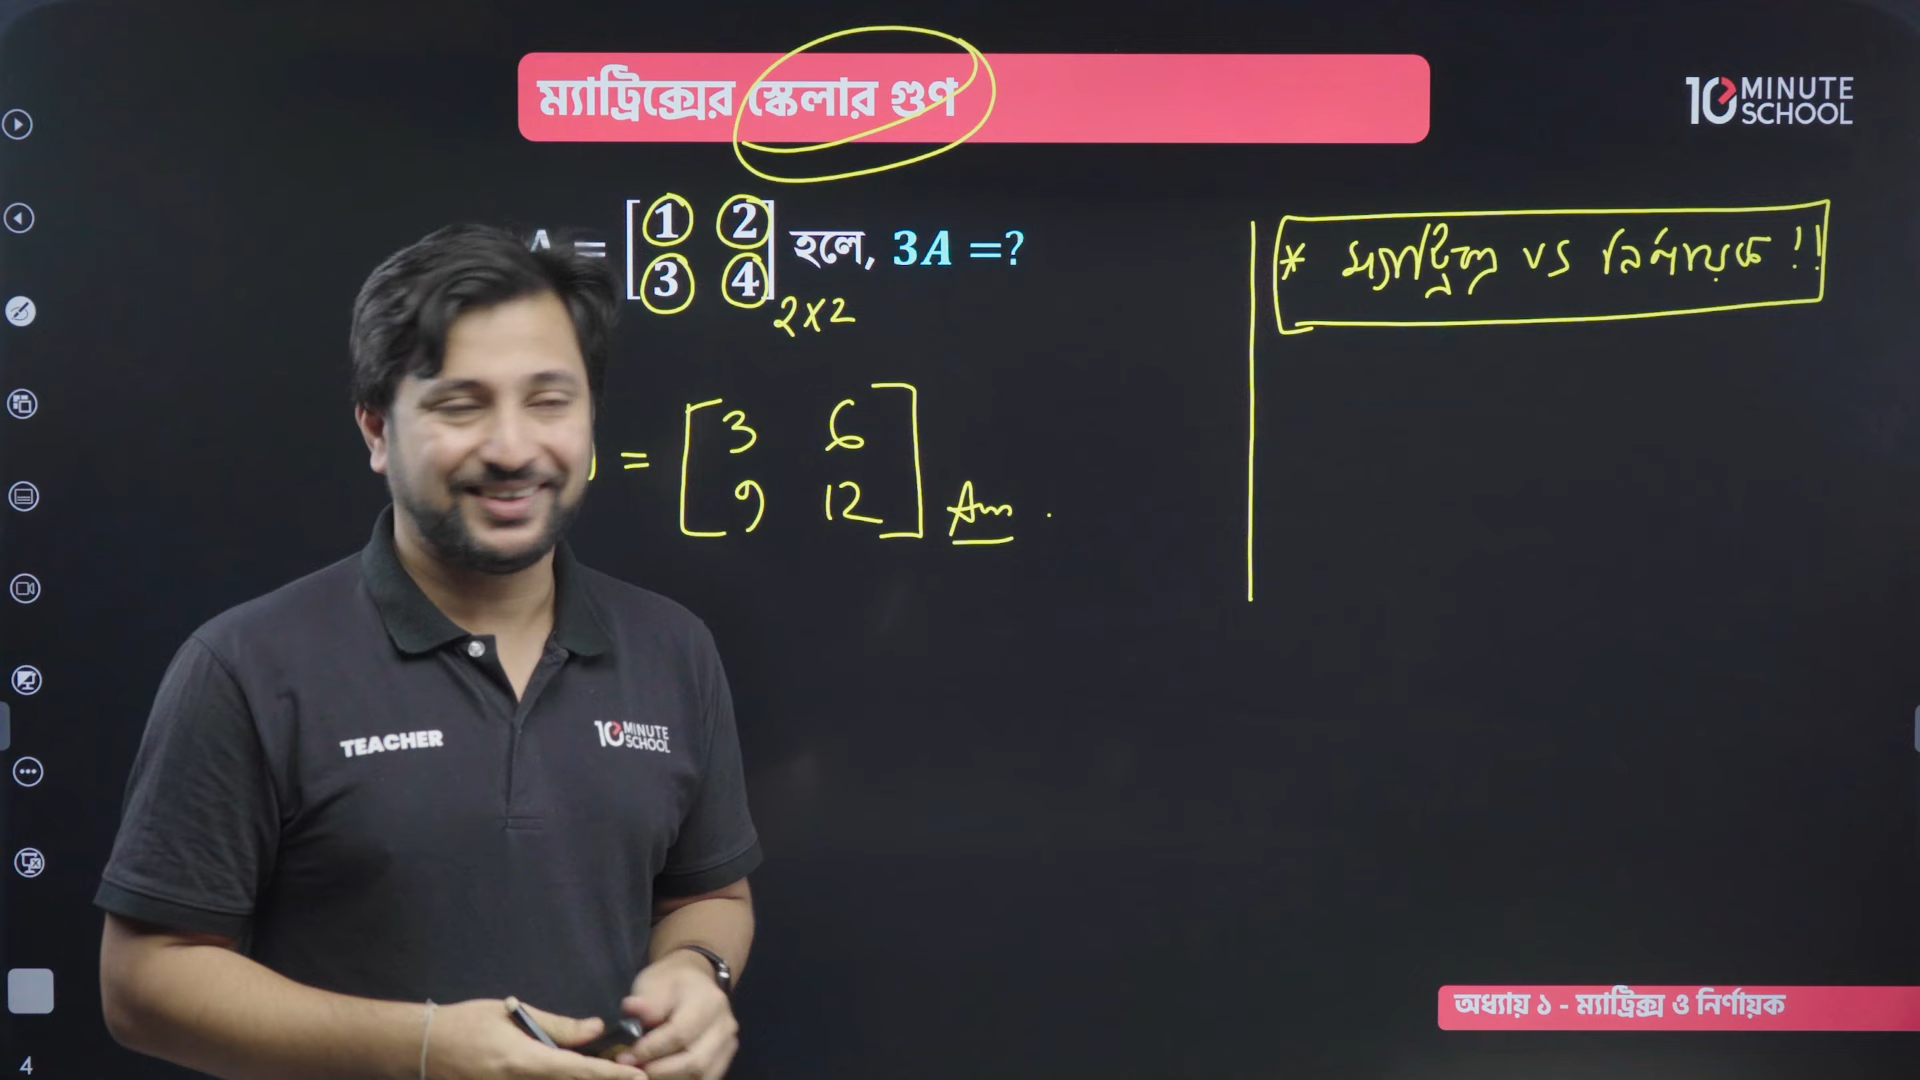 ম্যাট্রিক্সের স্কেলার গুণ
10 MINUTE SCHOOL
A = [1 2
3 4] হলে, 3A =?
2×2
* ম্যাট্রিক্স vs নির্ণায়ক !!
= [3 6
9 12] Ans.
TEACHER
10 MINUTE SCHOOL
অধ্যায় ১ - ম্যাট্রিক্স ও নির্ণায়ক
4